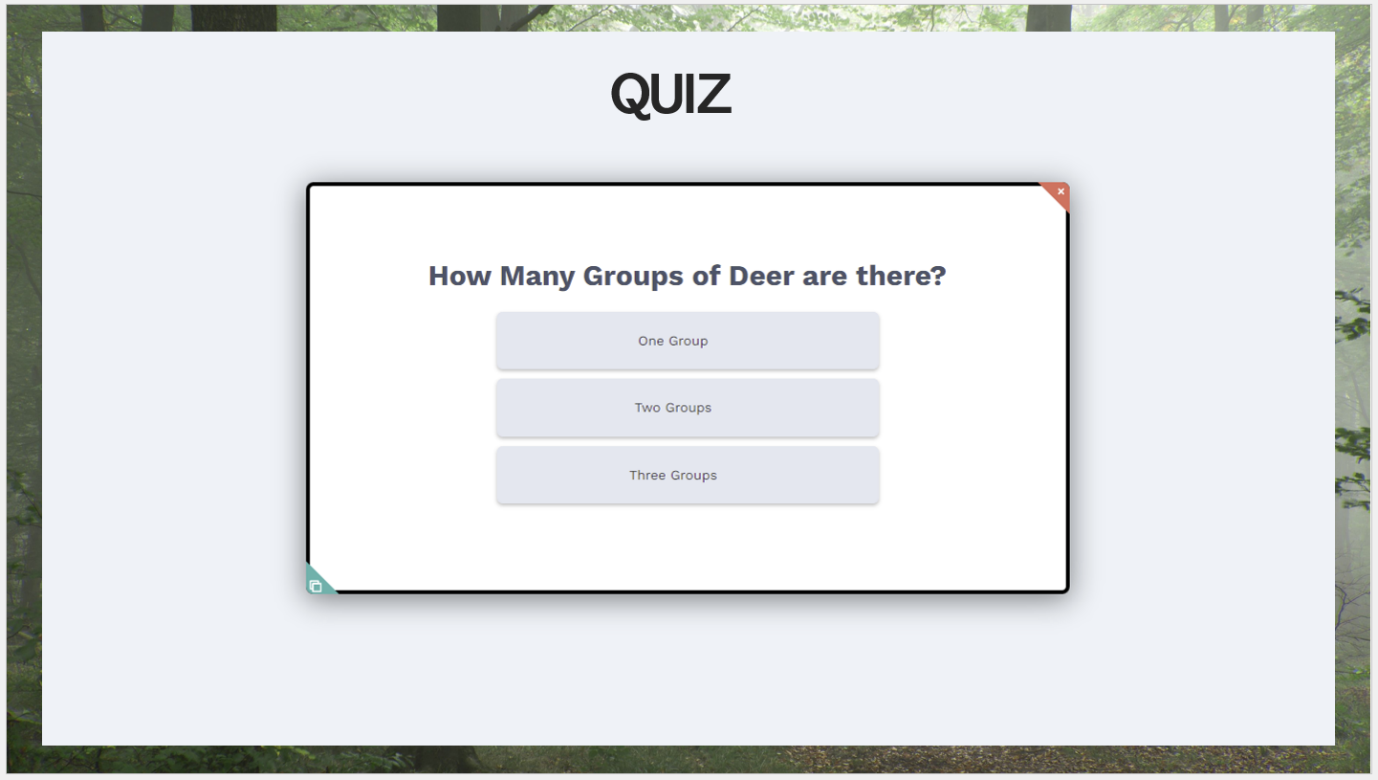 QUIZ
How Many Groups of Deer are there?
One Group
Two Groups
Three Groups